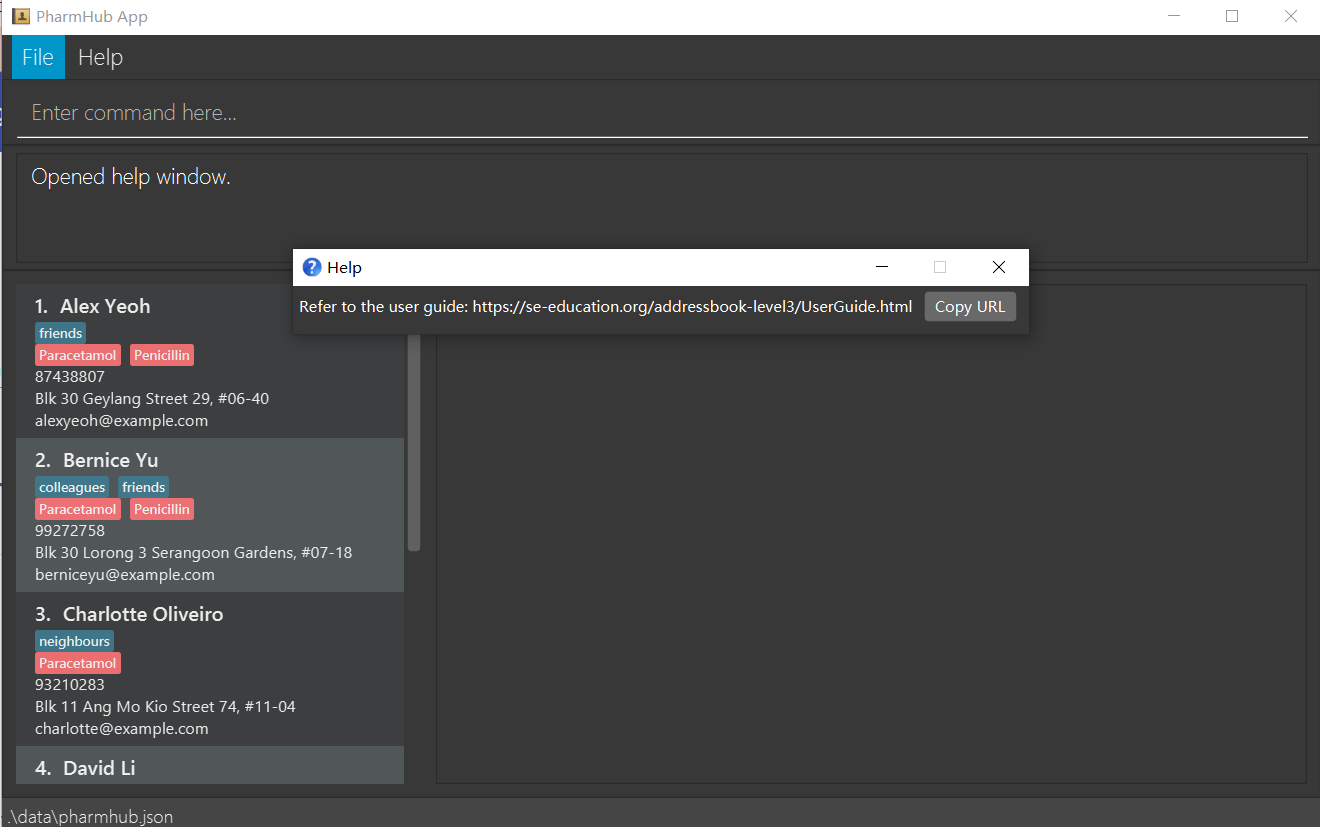 PharmHub App
File Help
Enter command here...
Opened help window.
Help
Refer to the user guide: https://se-education.org/addressbook-level3/UserGuide.html Copy URL
1. Alex Yeoh
friends
Paracetamol Penicillin
87438807
Blk 30 Geylang Street 29, #06-40
alexyeoh@example.com
2. Bernice Yu
colleagues friends
Paracetamol Penicillin
99272758
Blk 30 Lorong 3 Serangoon Gardens, #07-18
berniceyu@example.com
3. Charlotte Oliveiro
neighbours
Paracetamol
93210283
Blk 11 Ang Mo Kio Street 74, #11-04
charlotte@example.com
4. David Li
.\data\pharmhub.json